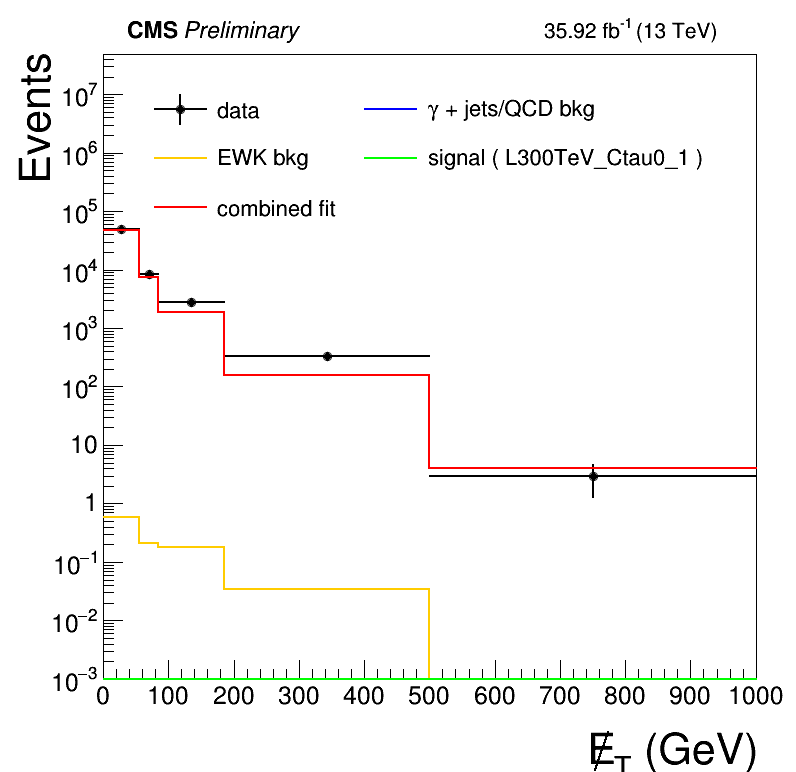 CMS Preliminary 35.92 fb⁻¹ (13 TeV)
Events
10⁷
10⁶
10⁵
10⁴
10³
10²
10
1
10⁻¹
10⁻²
10⁻³
data
γ + jets/QCD bkg
EWK bkg
signal ( L300TeV_Ctau0_1 )
combined fit
0 100 200 300 400 500 600 700 800 900 1000
E̸_T (GeV)